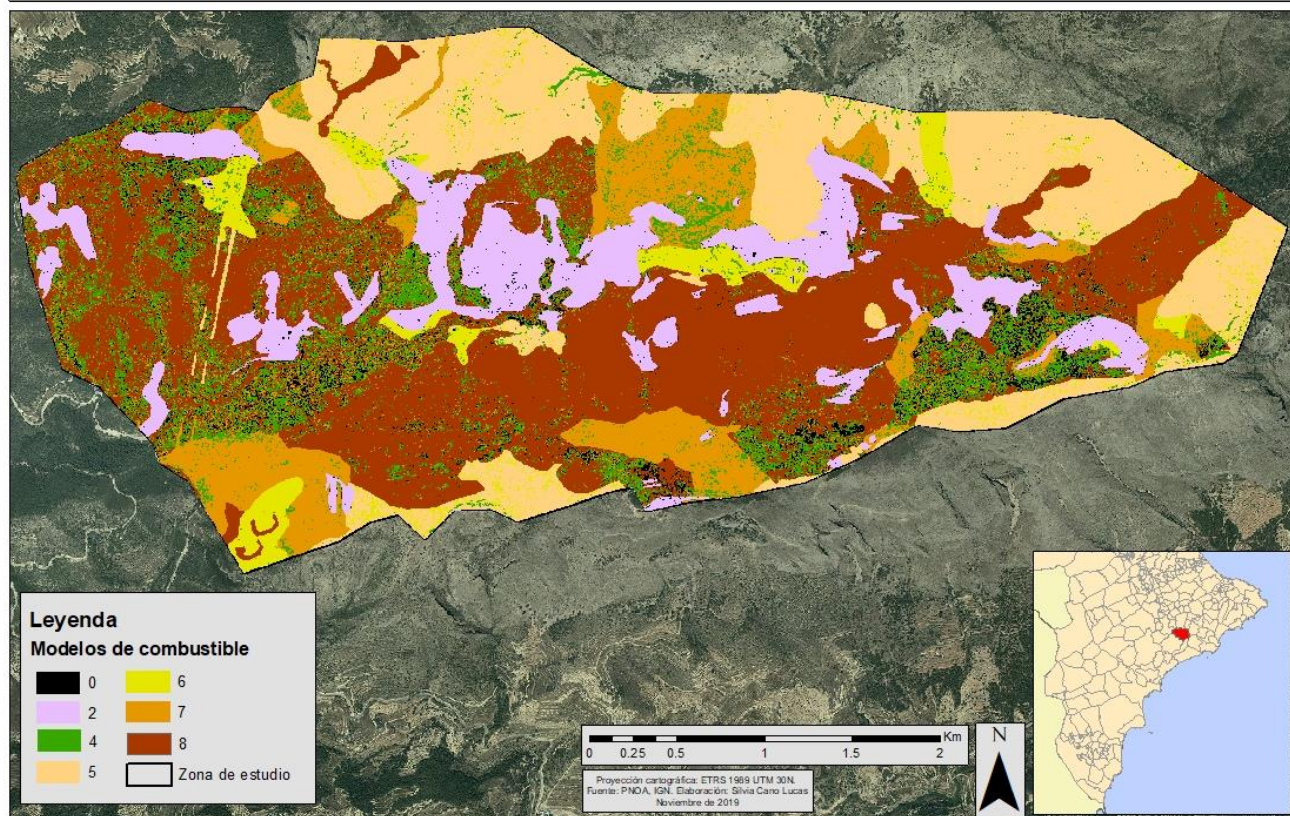 Leyenda
Modelos de combustible
0
2
4
5
6
7
8
Zona de estudio
Km
0 0.25 0.5 1 1.5 2
N
Proyección cartográfica: ETRS 1989 UTM 30N.
Fuente: PNOA, IGN. Elaboración: Silvia Cano Lucas
Noviembre de 2019